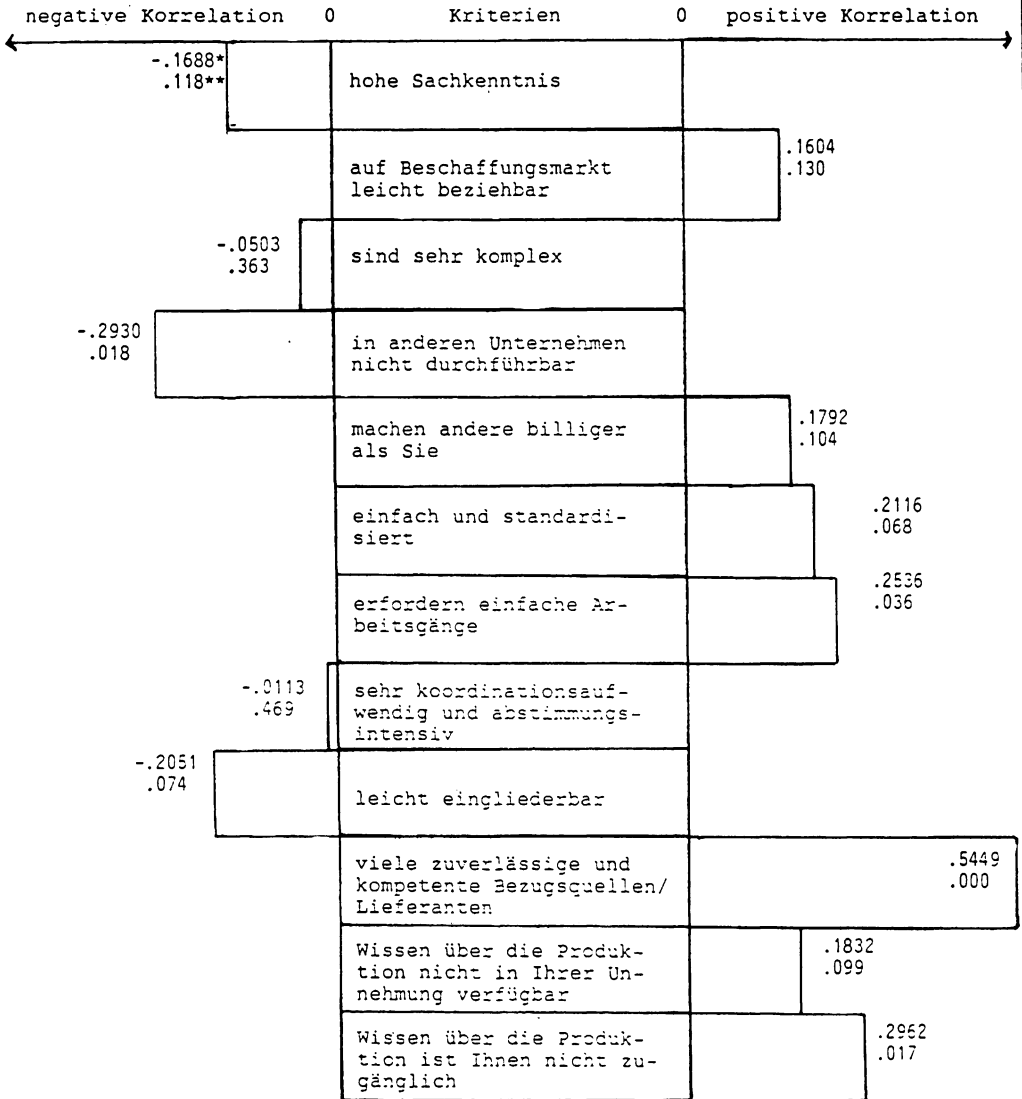 negative Korrelation 0 Kriterien 0 positive Korrelation
-.1688*
.118**
hohe Sachkenntnis
auf Beschaffungsmarkt
leicht beziehbar
.1604
.130
-.0503
.363
sind sehr komplex
-.2930
.018
in anderen Unternehmen
nicht durchführbar
machen andere billiger
als Sie
.1792
.104
einfach und standardi-
siert
.2116
.068
erfordern einfache Ar-
beitsgänge
.2536
.036
-.0113
.469
sehr koordinationsauf-
wendig und abstimmungs-
intensiv
-.2051
.074
leicht eingliederbar
viele zuverlässige und
kompetente Bezugsquellen/
Lieferanten
.5449
.000
Wissen über die Produk-
tion nicht in Ihrer Un-
nehmung verfügbar
.1832
.099
Wissen über die Produk-
tion ist Ihnen nicht zu-
gänglich
.2962
.017